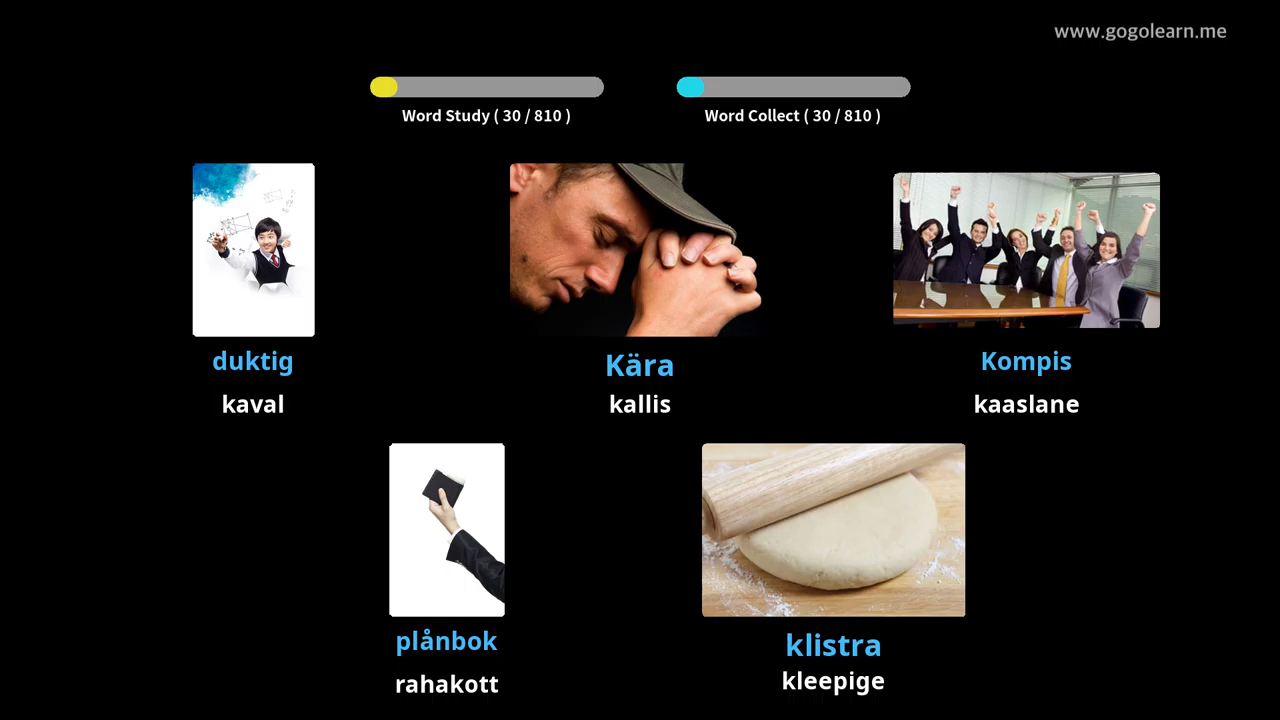 www.gogolearn.me
Word Study ( 30 / 810 )
Word Collect ( 30 / 810 )
duktig
kaval
Kära
kallis
Kompis
kaaslane
plånbok
rahakott
klistra
kleepige